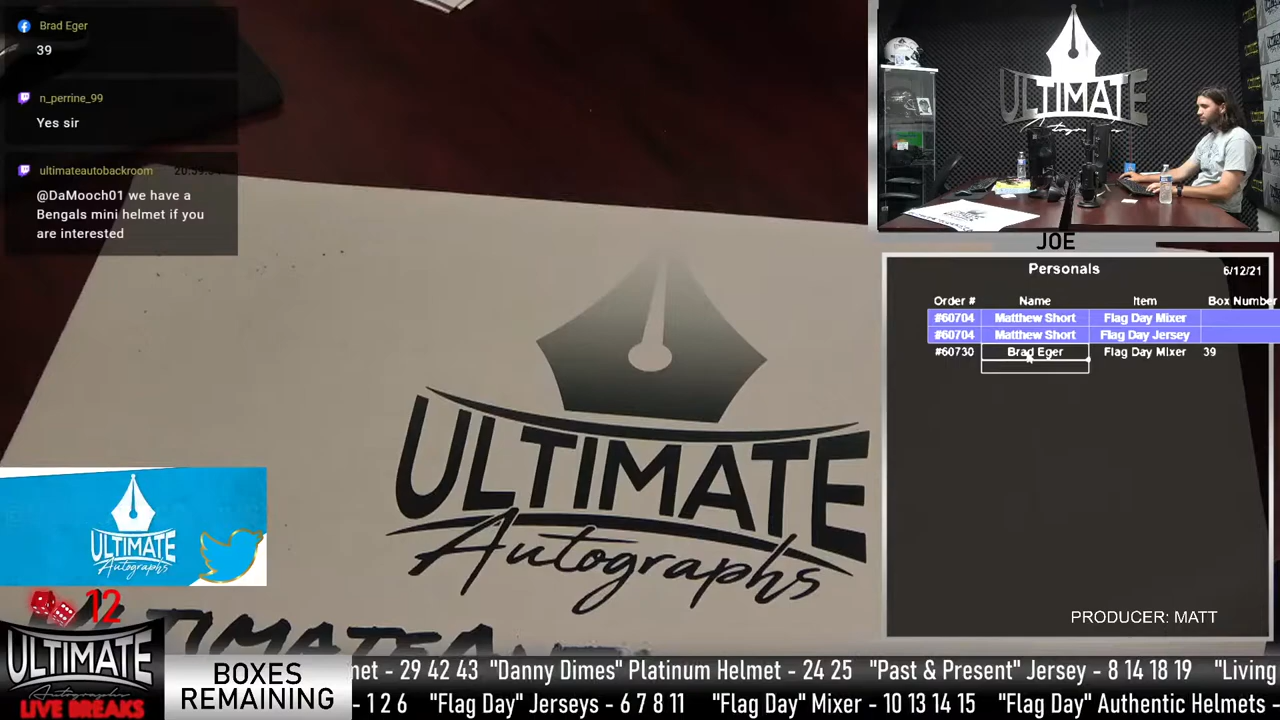 Brad Eger
39
n_perrine_99
Yes sir
ultimateautobackroom
@DaMooch01 we have a
Bengals mini helmet if you
are interested
ULTIMATE
Autographs
JOE
Personals
6/12/21
Order # Name Item Box Number
#60704 Matthew Short Flag Day Mixer
#60704 Matthew Short Flag Day Jersey
#60730 Brad Eger Flag Day Mixer 39
PRODUCER: MATT
ULTIMATE
Autographs
ULTIMATE
Autographs
12
ULTIMATE
Autographs
LIVE BREAKS
BOXES
REMAINING
met - 29 42 43 "Danny Dimes" Platinum Helmet - 24 25 "Past & Present" Jersey - 8 14 18 19 "Living
- 1 2 6 "Flag Day" Jerseys - 6 7 8 11 "Flag Day" Mixer - 10 13 14 15 "Flag Day" Authentic Helmets -